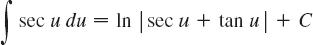 ∫ sec u du = ln |sec u + tan u| + C